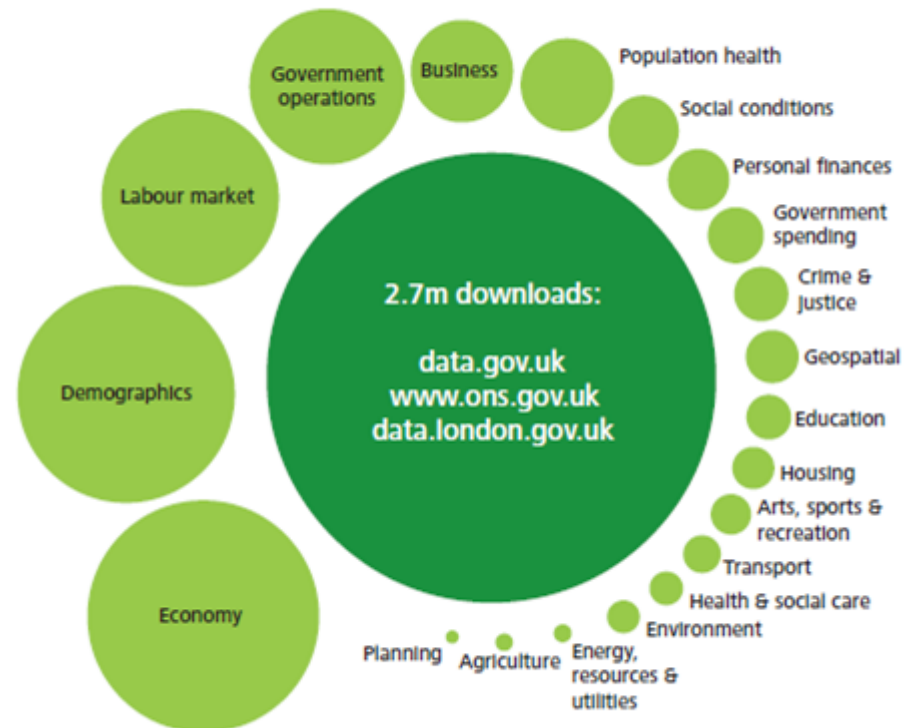 Government
operations
Business
Population health
Social conditions
Personal finances
Government
spending
Crime &
justice
Geospatial
Education
Housing
Arts, sports &
recreation
Transport
Health & social care
Environment
Energy,
resources &
utilities
Agriculture
Planning
Economy
Demographics
Labour market
2.7m downloads:
data.gov.uk
www.ons.gov.uk
data.london.gov.uk